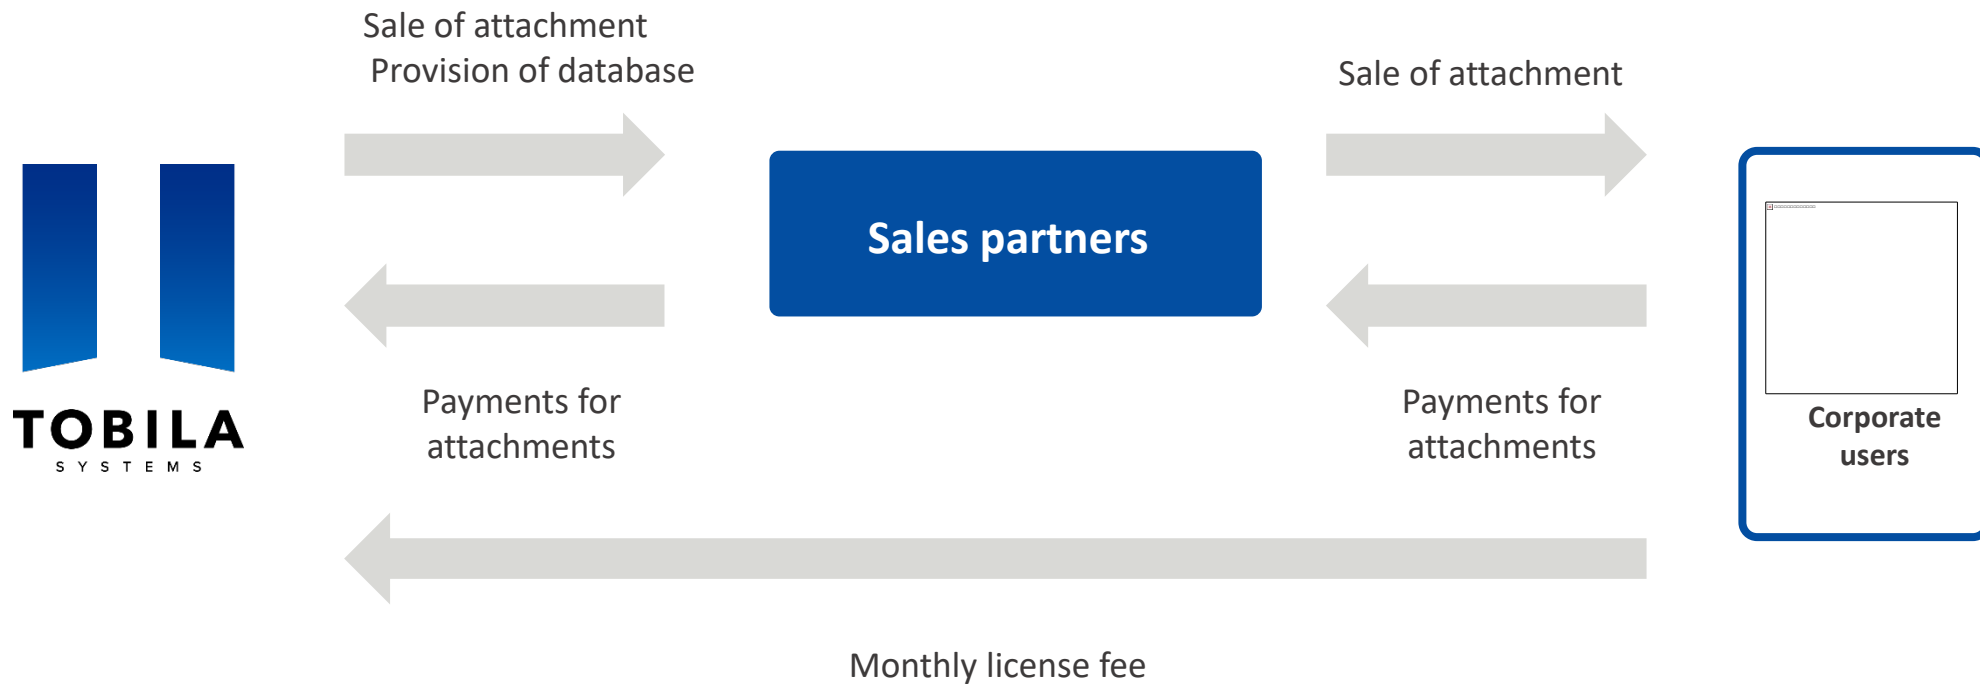 Sale of attachment
Provision of database
Sale of attachment
Sales partners
Payments for
attachments
Payments for
attachments
TOBILA
SYSTEMS
Corporate
users
Monthly license fee